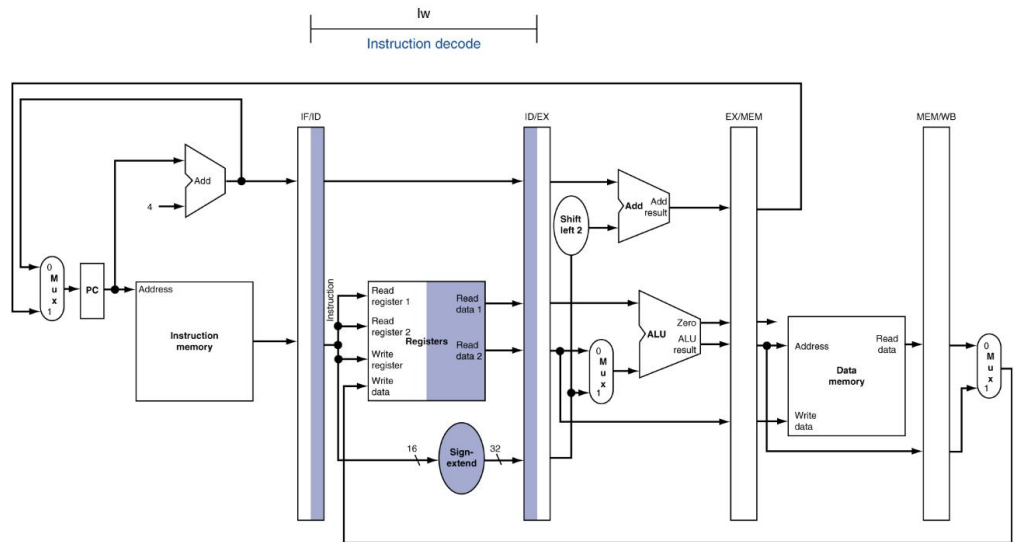 lw
Instruction decode
IF/ID
ID/EX
EX/MEM
MEM/WB
Add
4
Shift
left 2
Add
Add
result
0
M
u
x
1
PC
Address
Instruction
memory
Instruction
Read
register 1
Read
register 2
Write
register
Write
data
Registers
Read
data 1
Read
data 2
16
Sign-
extend
32
0
M
u
x
1
ALU
Zero
ALU
result
Address
Write
data
Data
memory
Read
data
0
M
u
x
1